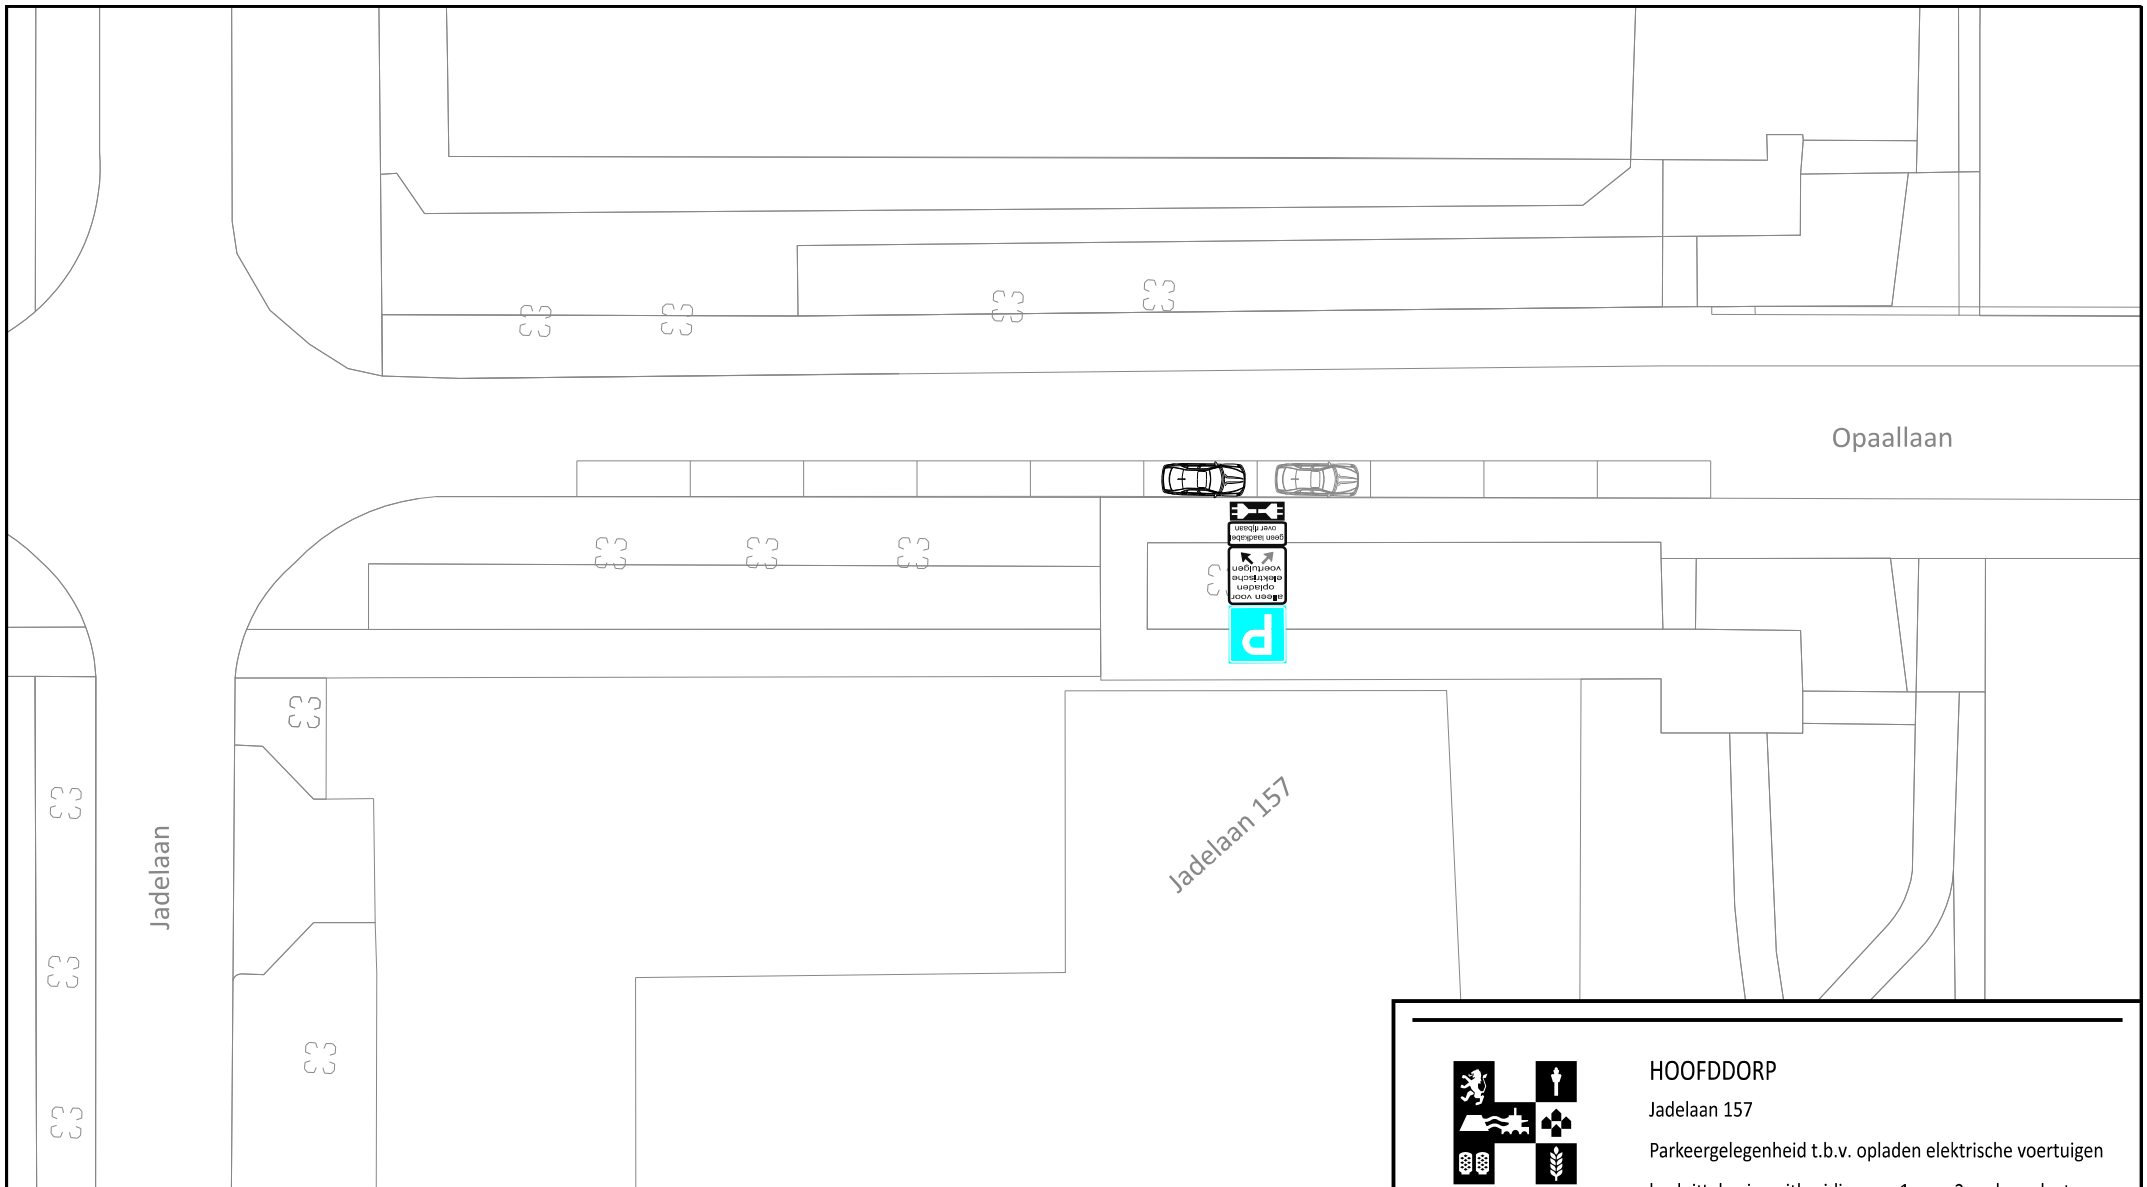 Opaallaan
geen laadkabel
over rijbaan
P
alleen voor
opladen
elektrische
voertuigen
Jadelaan 157
Jadelaan
HOOFDDORP
Jadelaan 157
Parkeergelegenheid t.b.v. opladen elektrische voertuigen